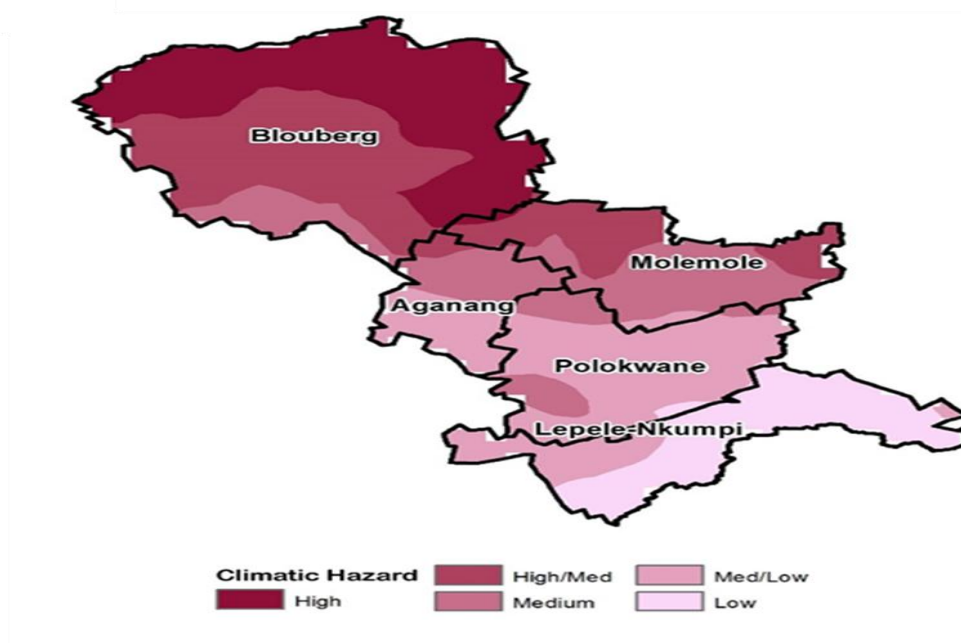 Blouberg
Molemole
Aganang
Polokwane
Lepele-Nkumpi
Climatic Hazard
High
High/Med
Medium
Med/Low
Low